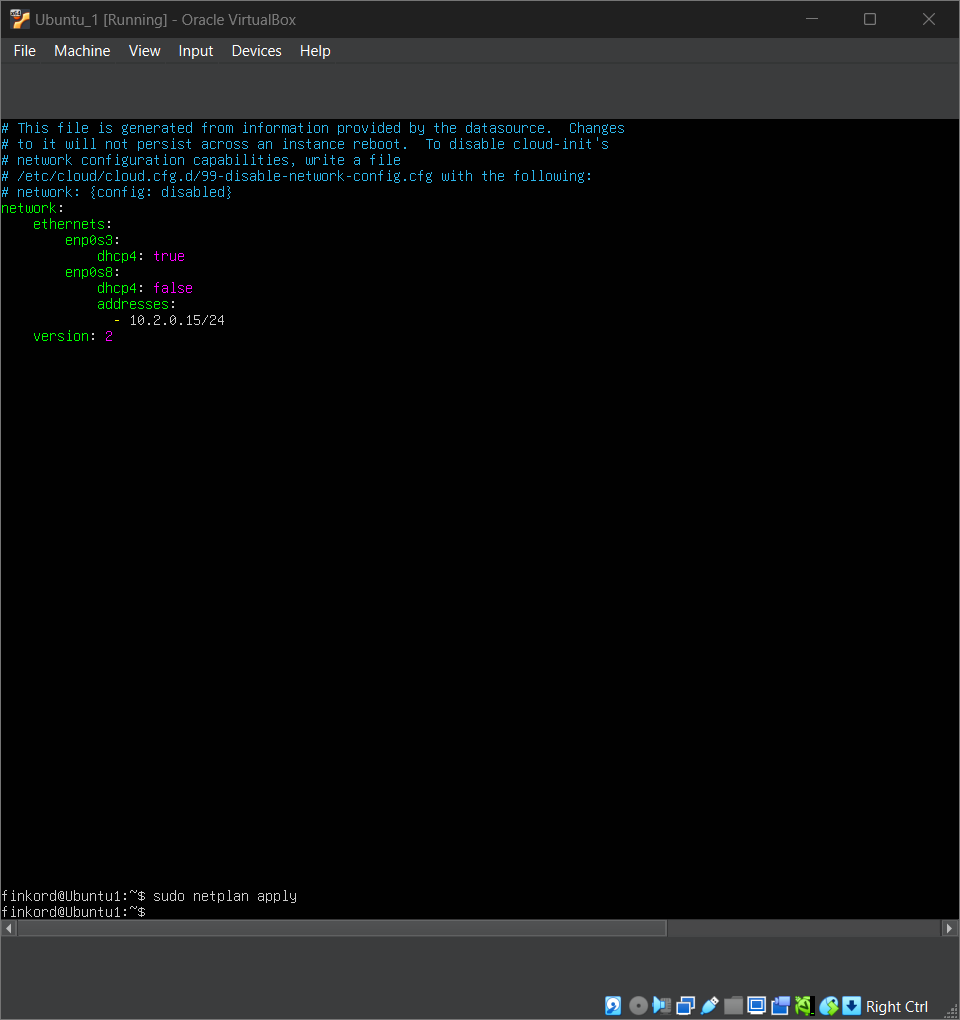 Ubuntu_1 [Running] - Oracle VirtualBox
File Machine View Input Devices Help
# This file is generated from information provided by the datasource.  Changes
# to it will not persist across an instance reboot.  To disable cloud-init's
# network configuration capabilities, write a file
# /etc/cloud/cloud.cfg.d/99-disable-network-config.cfg with the following:
# network: {config: disabled}
network:
    ethernets:
        enp0s3:
            dhcp4: true
        enp0s8:
            dhcp4: false
            addresses:
              - 10.2.0.15/24
    version: 2
finkord@Ubuntu1:~$ sudo netplan apply
finkord@Ubuntu1:~$
Right Ctrl